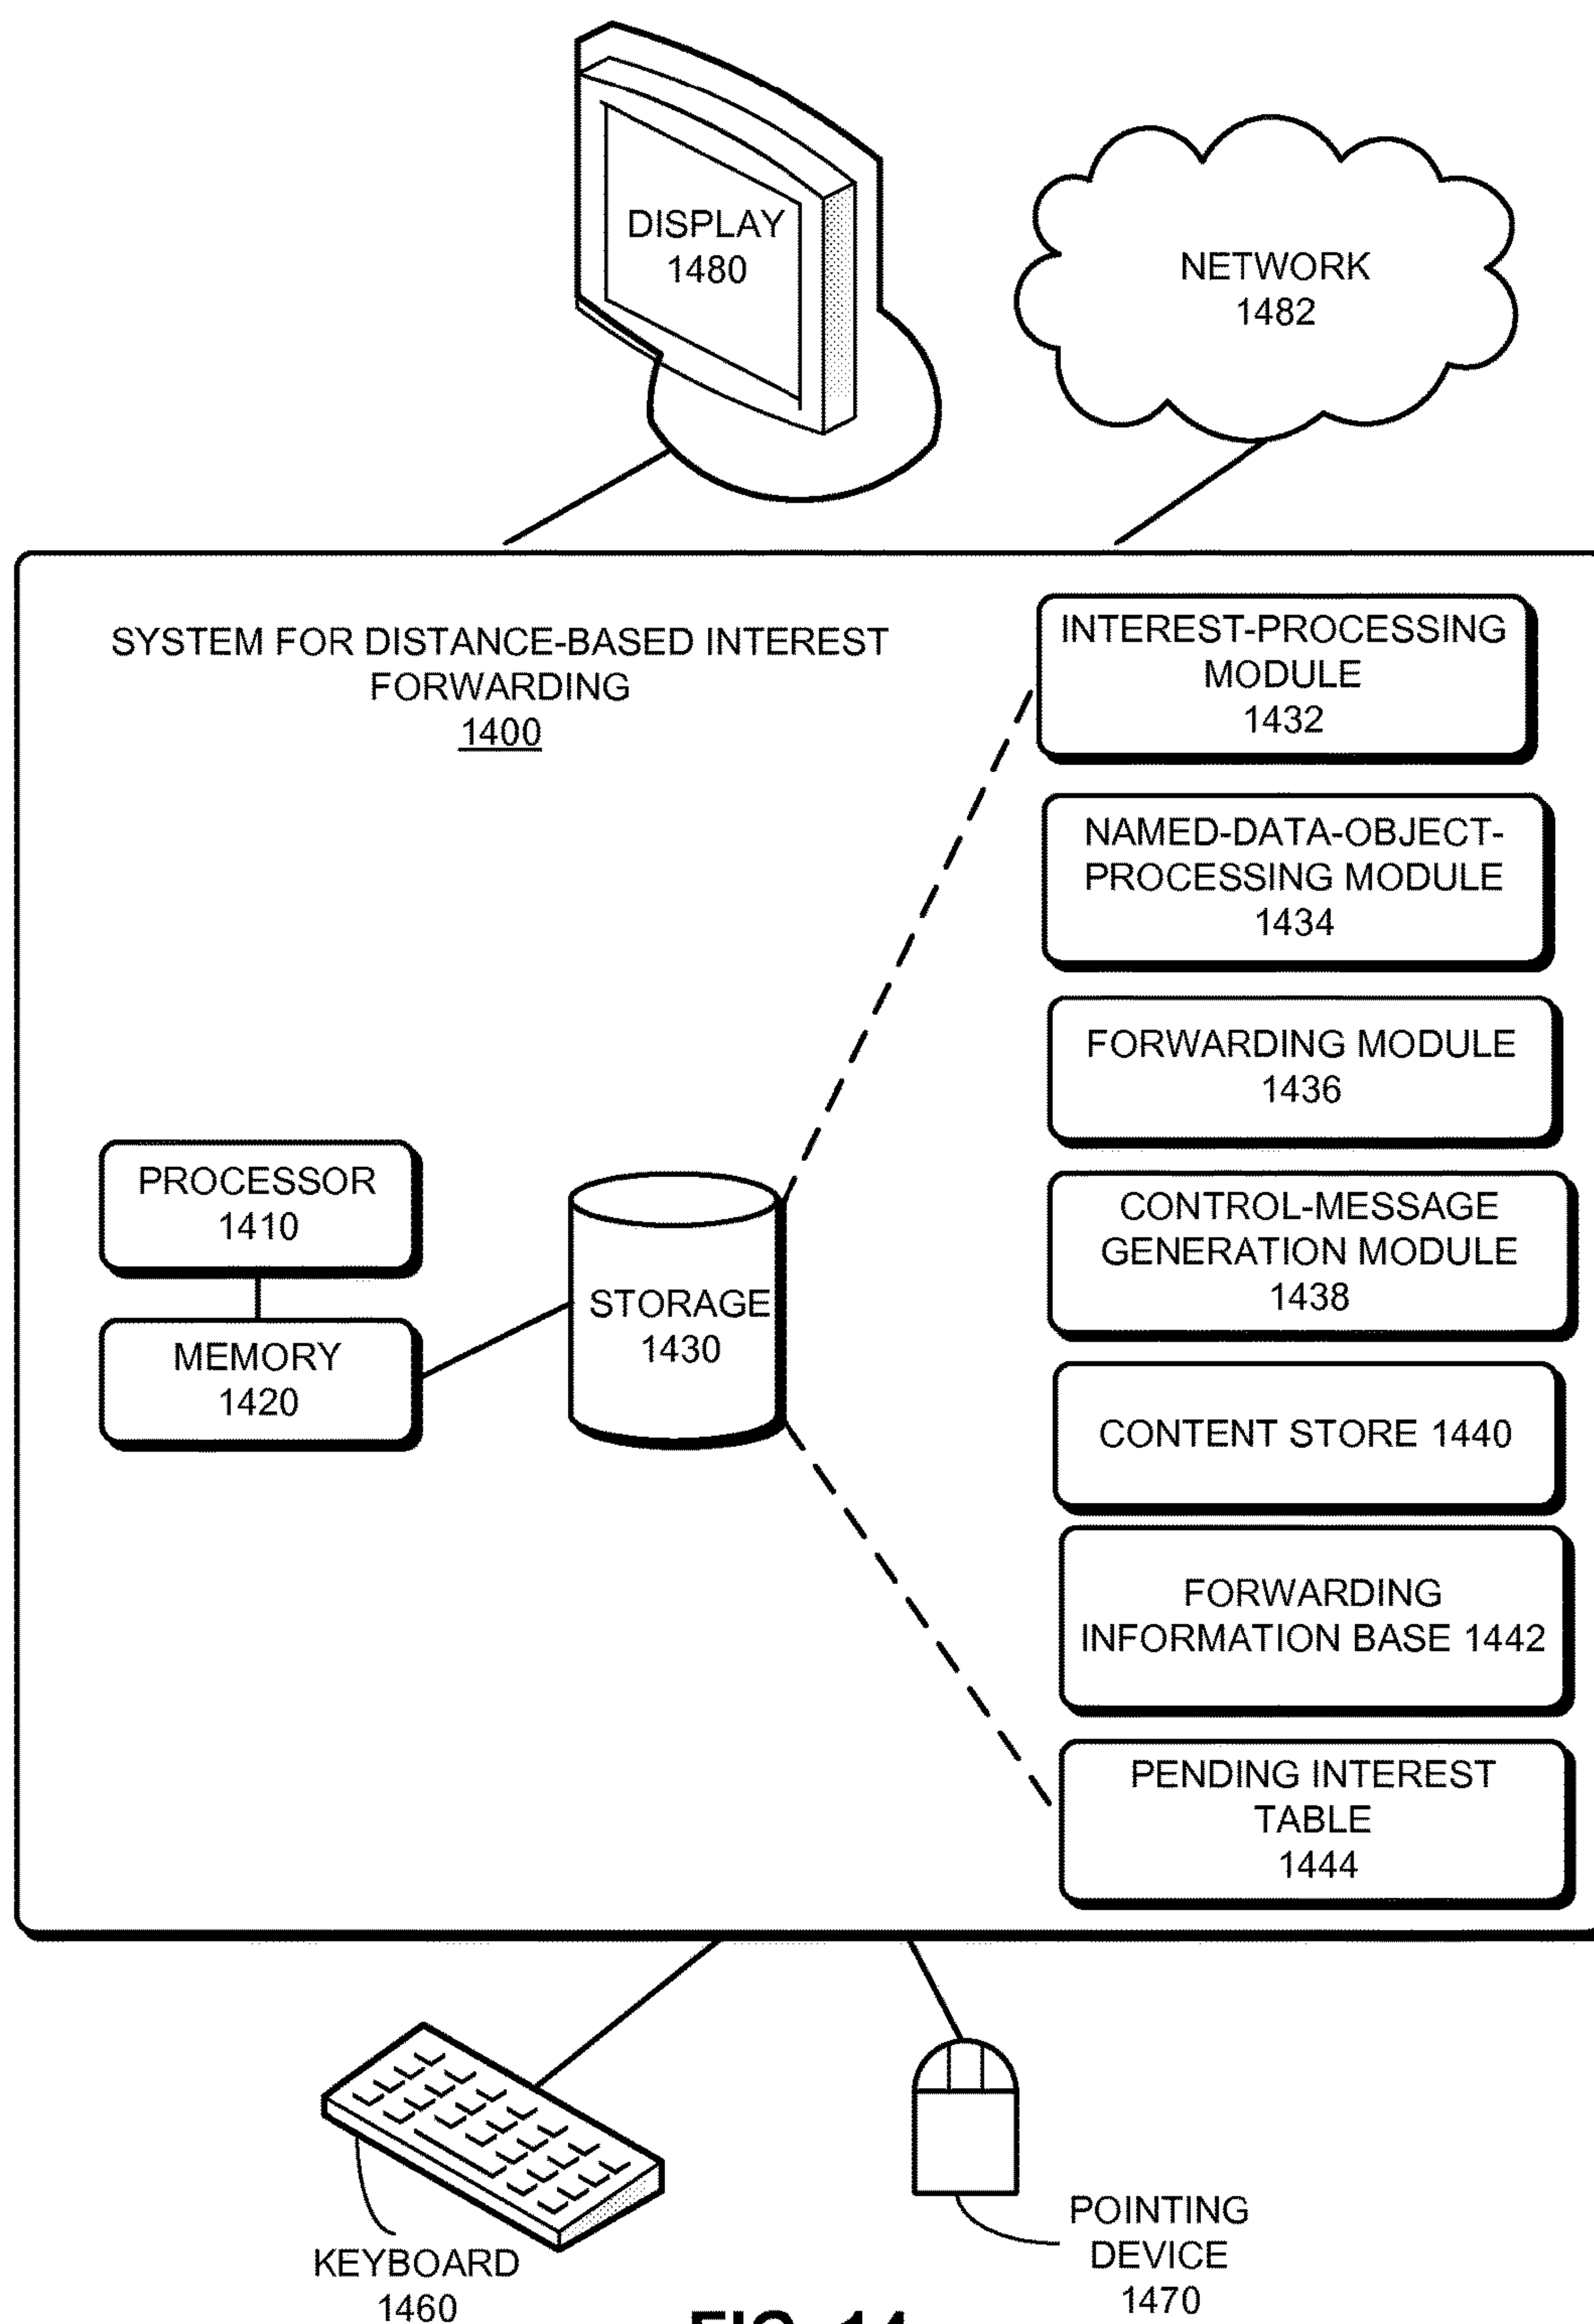 DISPLAY
1480
NETWORK
1482
SYSTEM FOR DISTANCE-BASED INTEREST
FORWARDING
1400
INTEREST-PROCESSING
MODULE
1432
NAMED-DATA-OBJECT-
PROCESSING MODULE
1434
FORWARDING MODULE
1436
CONTROL-MESSAGE
GENERATION MODULE
1438
PROCESSOR
1410
MEMORY
1420
STORAGE
1430
CONTENT STORE 1440
FORWARDING
INFORMATION BASE 1442
PENDING INTEREST
TABLE
1444
KEYBOARD
1460
POINTING
DEVICE
1470
FIG. 14